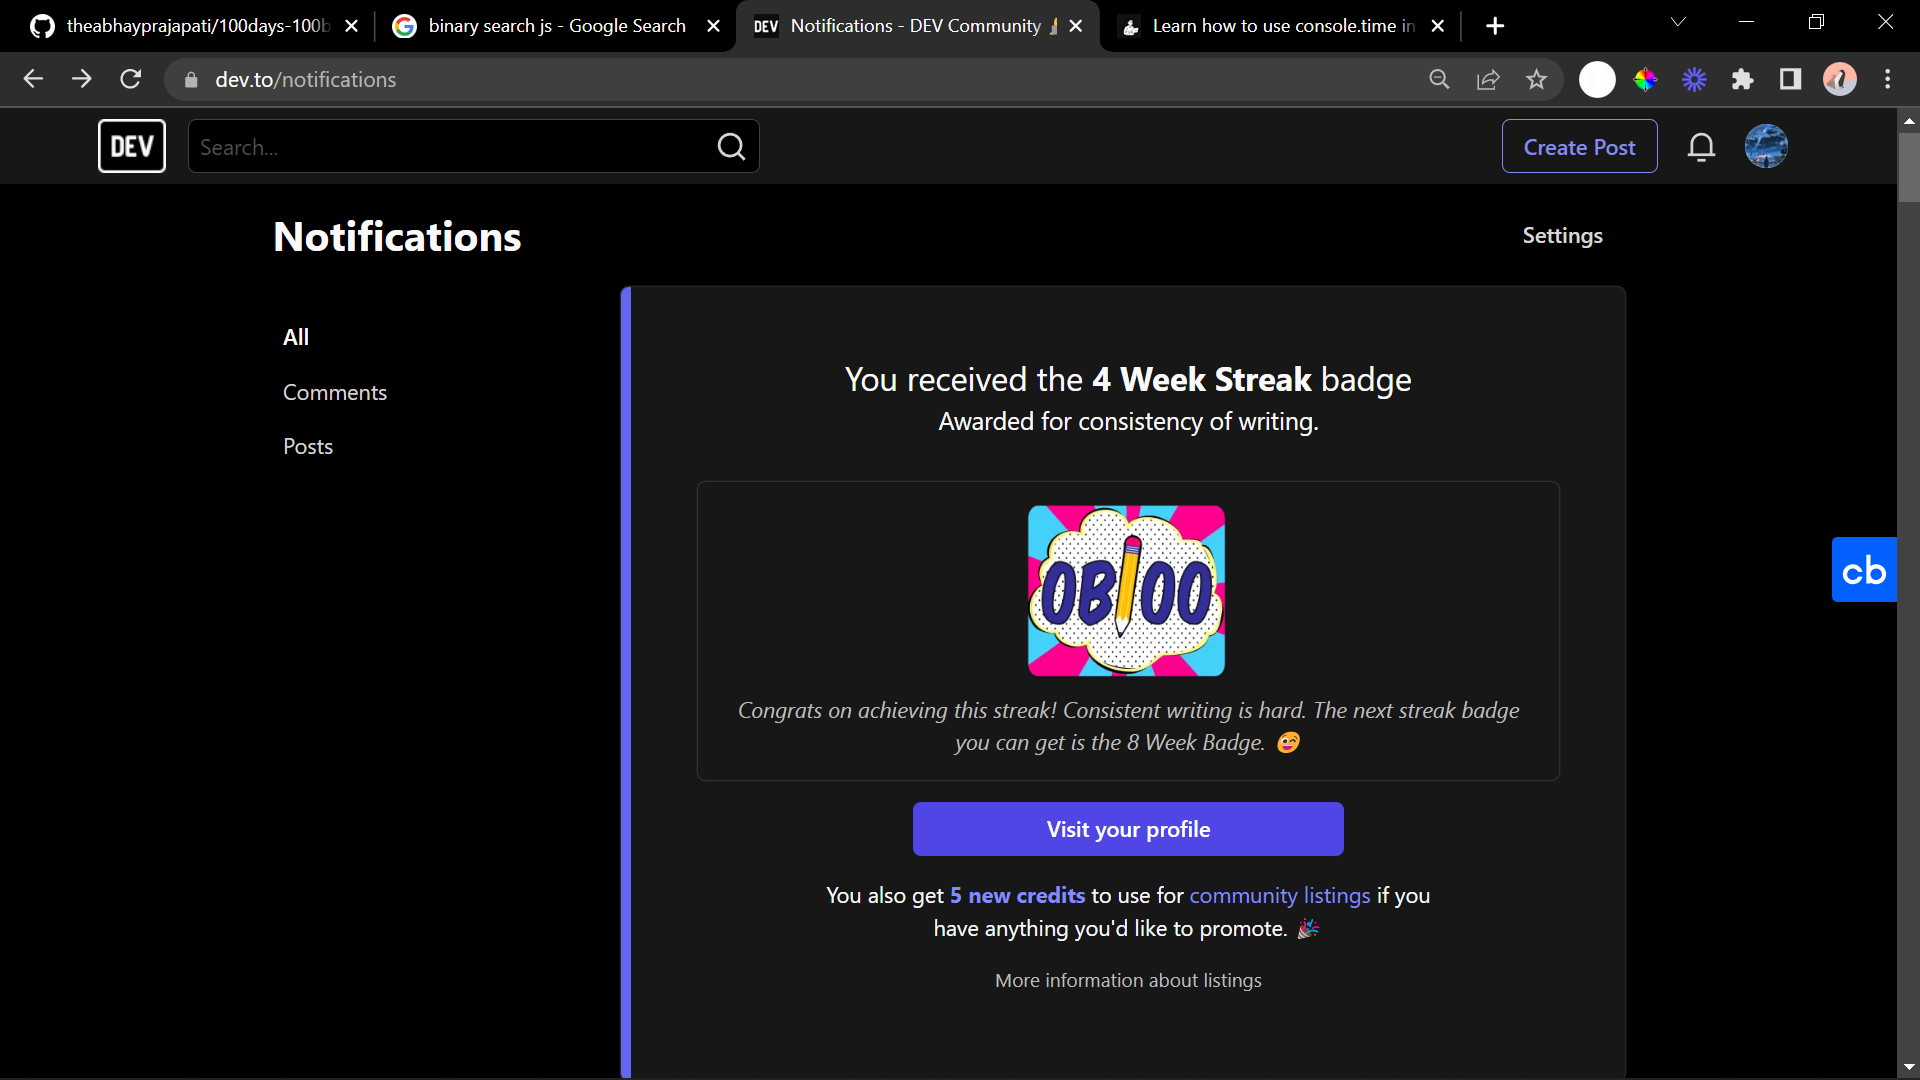 theabhayprajapati/100days-100b
binary search js - Google Search
DEV Notifications - DEV Community
Learn how to use console.time in
dev.to/notifications
DEV
Search...
Create Post
Notifications
Settings
All
Comments
Posts
You received the 4 Week Streak badge
Awarded for consistency of writing.
0B100
Congrats on achieving this streak! Consistent writing is hard. The next streak badge
you can get is the 8 Week Badge. 😅
cb
Visit your profile
You also get 5 new credits to use for community listings if you
have anything you'd like to promote. 🎉
More information about listings